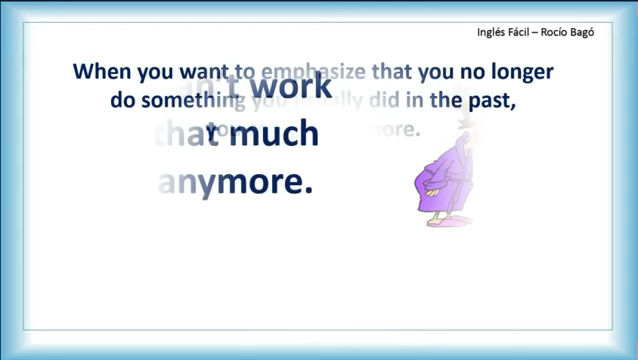 Inglés Fácil – Rocío Bagó
When you want to emphasize that you no longer
do something you usually did in the past,
work
that much
anymore.